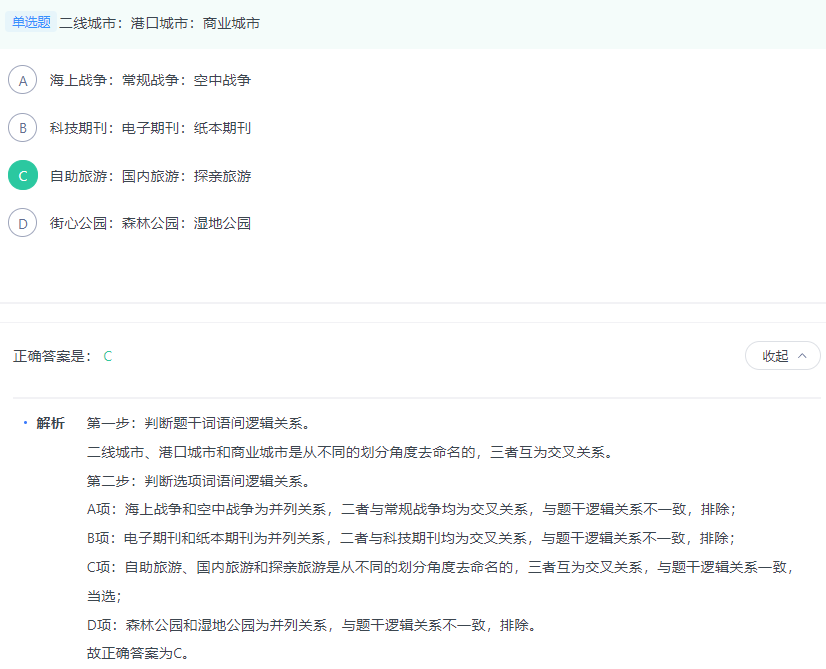 单选题 二线城市：港口城市：商业城市
A 海上战争：常规战争：空中战争
B 科技期刊：电子期刊：纸本期刊
C 自助旅游：国内旅游：探亲旅游
D 街心公园：森林公园：湿地公园
正确答案是： C 收起
解析 第一步：判断题干词语间逻辑关系。
二线城市、港口城市和商业城市是从不同的划分角度去命名的，三者互为交叉关系。
第二步：判断选项词语间逻辑关系。
A项：海上战争和空中战争为并列关系，二者与常规战争均为交叉关系，与题干逻辑关系不一致，排除；
B项：电子期刊和纸本期刊为并列关系，二者与科技期刊均为交叉关系，与题干逻辑关系不一致，排除；
C项：自助旅游、国内旅游和探亲旅游是从不同的划分角度去命名的，三者互为交叉关系，与题干逻辑关系一致，
当选；
D项：森林公园和湿地公园为并列关系，与题干逻辑关系不一致，排除。
故正确答案为C。